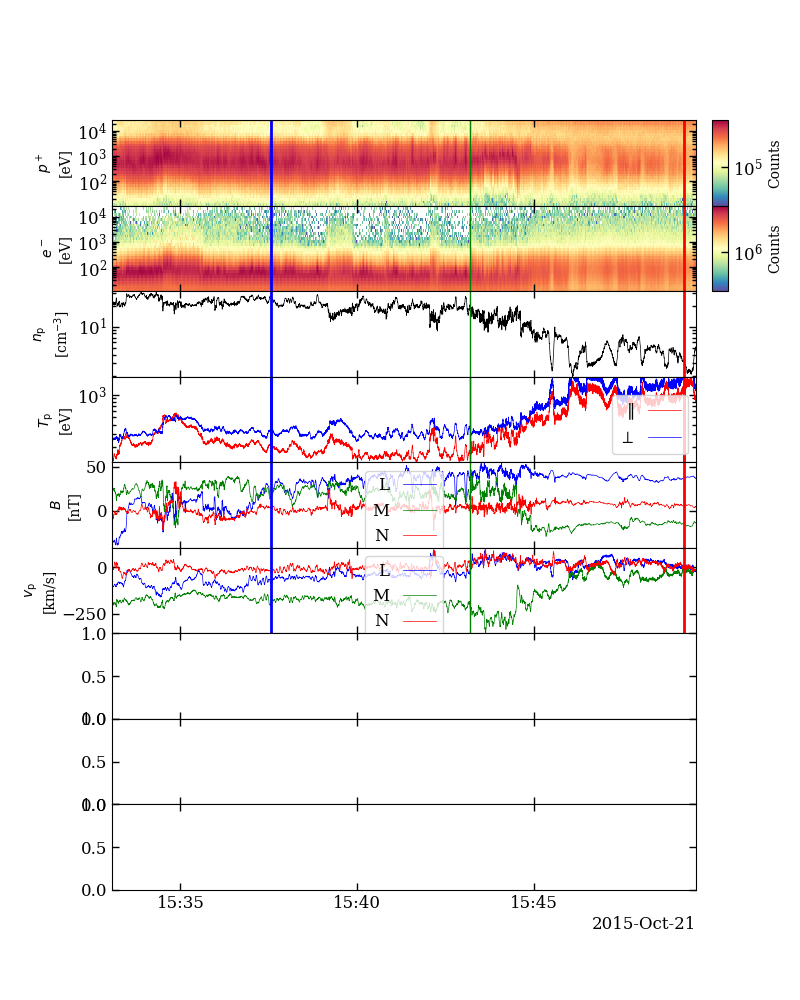 10^4
10^3
10^2
p^+
[eV]
10^5
Counts
10^4
10^3
10^2
e^-
[eV]
10^6
Counts
10^1
n_p
[cm^{-3}]
10^3
T_p
[eV]
∥
⊥
50
0
B
[nT]
L
M
N
0
−250
v_p
[km/s]
L
M
N
1.0
0.5
0.0
1.0
0.5
0.0
1.0
0.5
0.0
15:35 15:40 15:45
2015-Oct-21